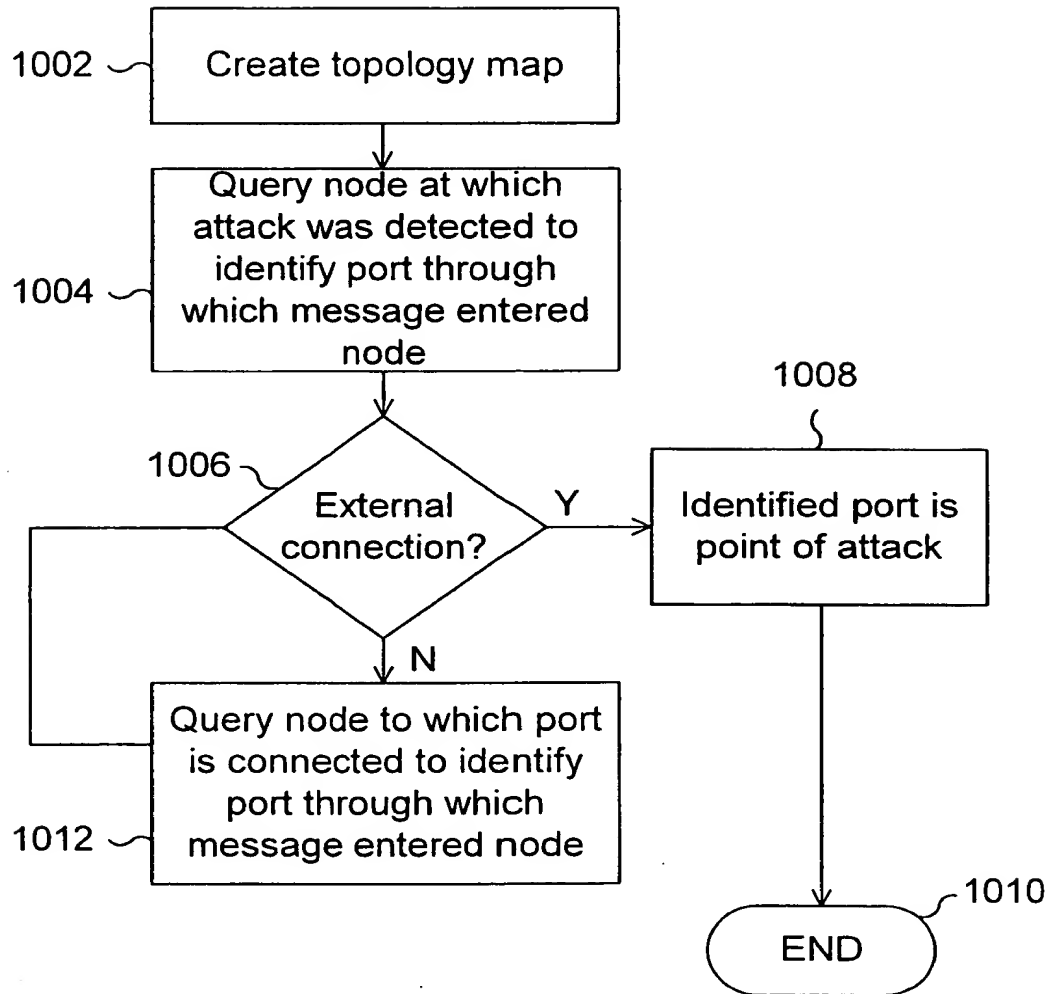 1002
Create topology map
1004
Query node at which
attack was detected to
identify port through
which message entered
node
1006
External
connection?
Y
N
1008
Identified port is
point of attack
1012
Query node to which port
is connected to identify
port through which
message entered node
1010
END